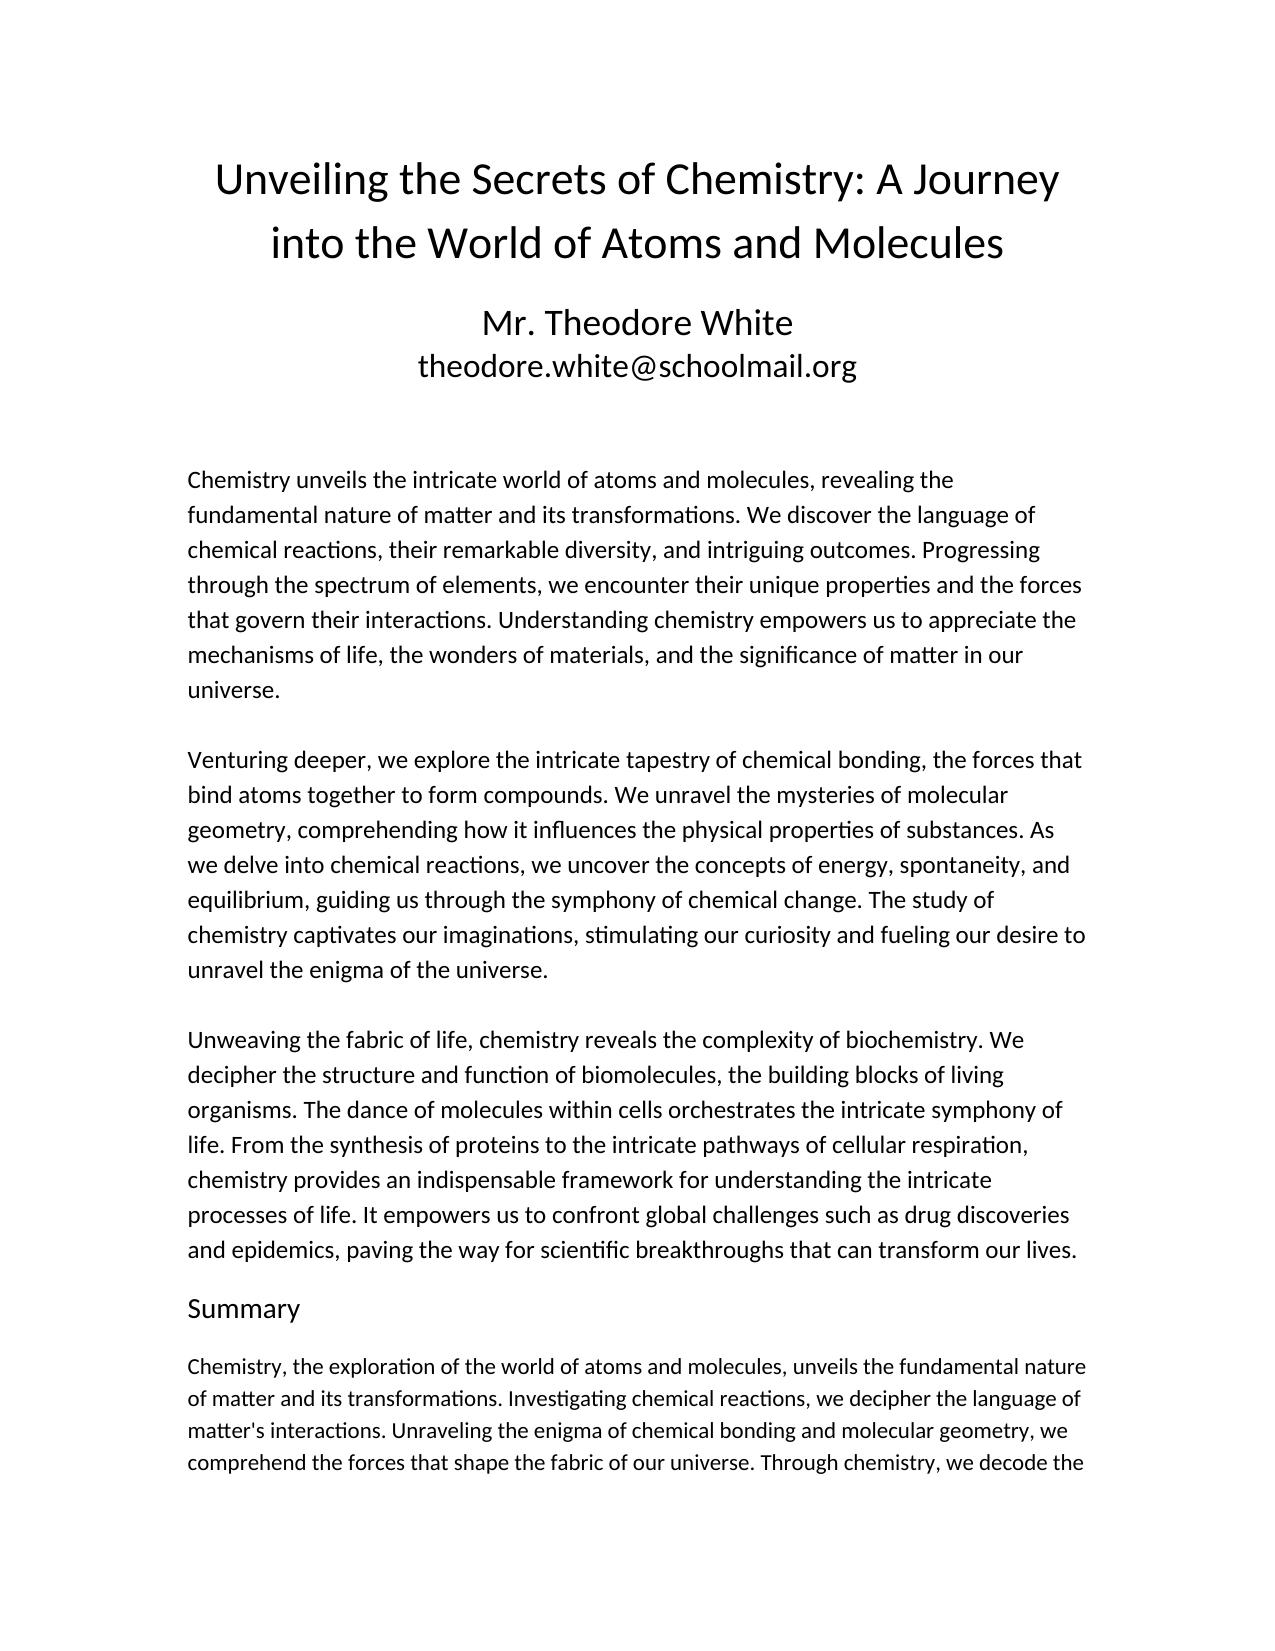 Unveiling the Secrets of Chemistry: A Journey
into the World of Atoms and Molecules
Mr. Theodore White
theodore.white@schoolmail.org
Chemistry unveils the intricate world of atoms and molecules, revealing the
fundamental nature of matter and its transformations. We discover the language of
chemical reactions, their remarkable diversity, and intriguing outcomes. Progressing
through the spectrum of elements, we encounter their unique properties and the forces
that govern their interactions. Understanding chemistry empowers us to appreciate the
mechanisms of life, the wonders of materials, and the significance of matter in our
universe.
Venturing deeper, we explore the intricate tapestry of chemical bonding, the forces that
bind atoms together to form compounds. We unravel the mysteries of molecular
geometry, comprehending how it influences the physical properties of substances. As
we delve into chemical reactions, we uncover the concepts of energy, spontaneity, and
equilibrium, guiding us through the symphony of chemical change. The study of
chemistry captivates our imaginations, stimulating our curiosity and fueling our desire to
unravel the enigma of the universe.
Unweaving the fabric of life, chemistry reveals the complexity of biochemistry. We
decipher the structure and function of biomolecules, the building blocks of living
organisms. The dance of molecules within cells orchestrates the intricate symphony of
life. From the synthesis of proteins to the intricate pathways of cellular respiration,
chemistry provides an indispensable framework for understanding the intricate
processes of life. It empowers us to confront global challenges such as drug discoveries
and epidemics, paving the way for scientific breakthroughs that can transform our lives.
Summary
Chemistry, the exploration of the world of atoms and molecules, unveils the fundamental nature
of matter and its transformations. Investigating chemical reactions, we decipher the language of
matter's interactions. Unraveling the enigma of chemical bonding and molecular geometry, we
comprehend the forces that shape the fabric of our universe. Through chemistry, we decode the